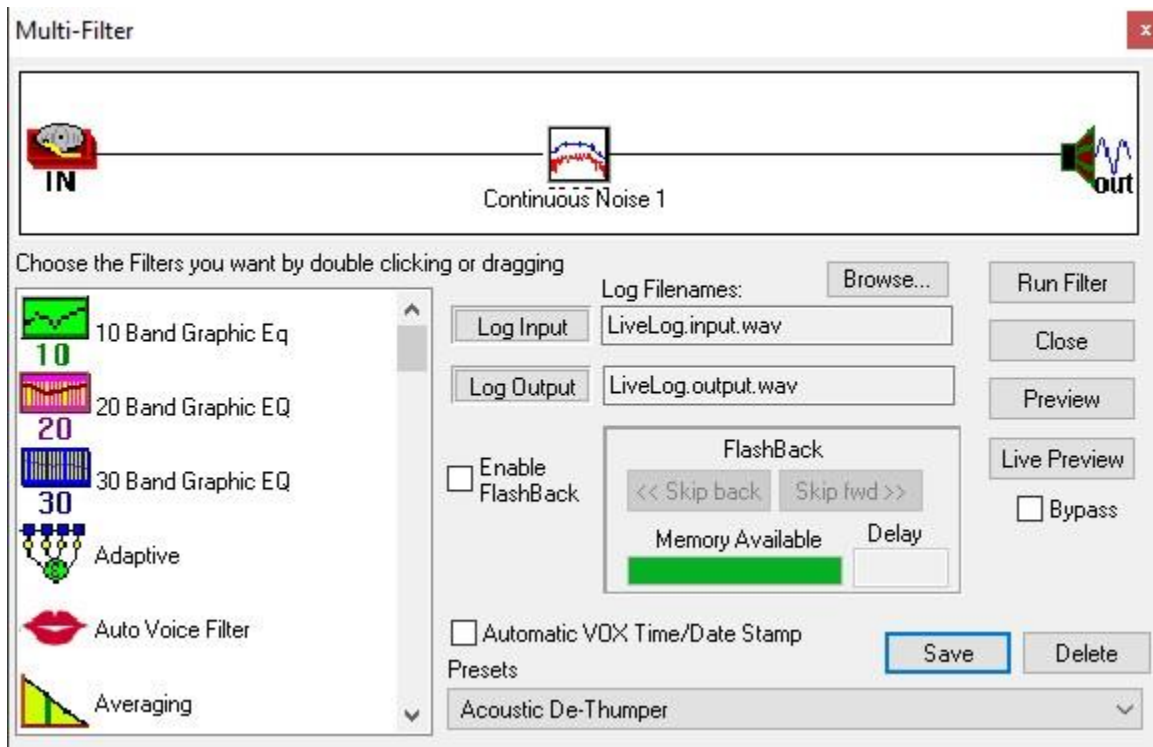 Multi-Filter
x
IN
Continuous Noise 1
out
Choose the Filters you want by double clicking or dragging
10
10 Band Graphic Eq
20
20 Band Graphic EQ
30
30 Band Graphic EQ
Adaptive
Auto Voice Filter
Averaging
Log Filenames:
Browse...
Log Input
LiveLog.input.wav
Log Output
LiveLog.output.wav
Enable
FlashBack
FlashBack
<< Skip back
Skip fwd >>
Memory Available
Delay
Automatic VOX Time/Date Stamp
Presets
Acoustic De-Thumper
Save
Delete
Run Filter
Close
Preview
Live Preview
Bypass